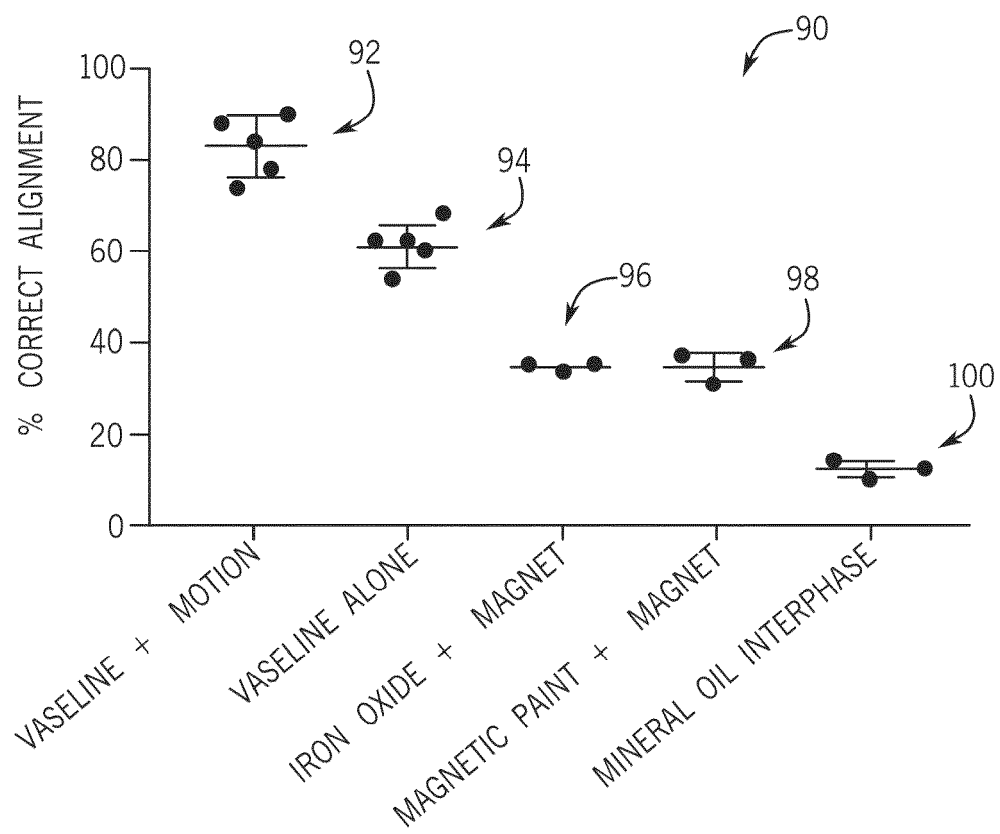 90
92
100
94
80
60
96
98
40
100
20
0
% CORRECT ALIGNMENT
VASELINE + MOTION
VASELINE ALONE
IRON OXIDE + MAGNET
MAGNETIC PAINT + MAGNET
MINERAL OIL INTERPHASE